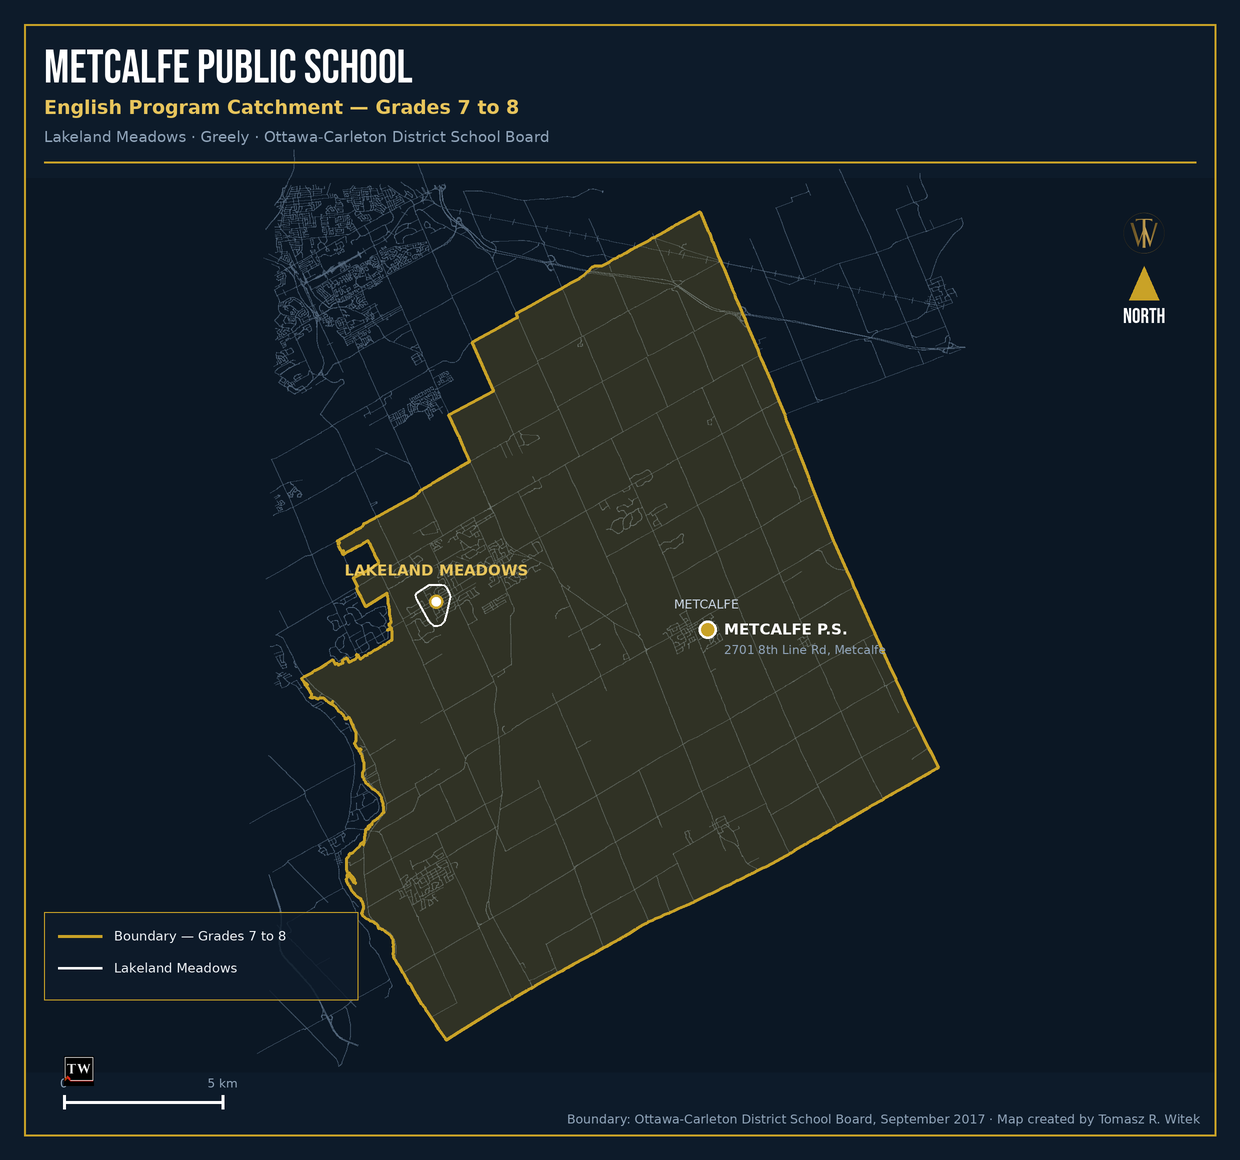 METCALFE PUBLIC SCHOOL
English Program Catchment — Grades 7 to 8
Lakeland Meadows · Greely · Ottawa-Carleton District School Board
TW
NORTH
LAKELAND MEADOWS
METCALFE
METCALFE P.S.
2701 8th Line Rd, Metcalfe
Boundary — Grades 7 to 8
Lakeland Meadows
TW
0 5 km
Boundary: Ottawa-Carleton District School Board, September 2017 · Map created by Tomasz R. Witek